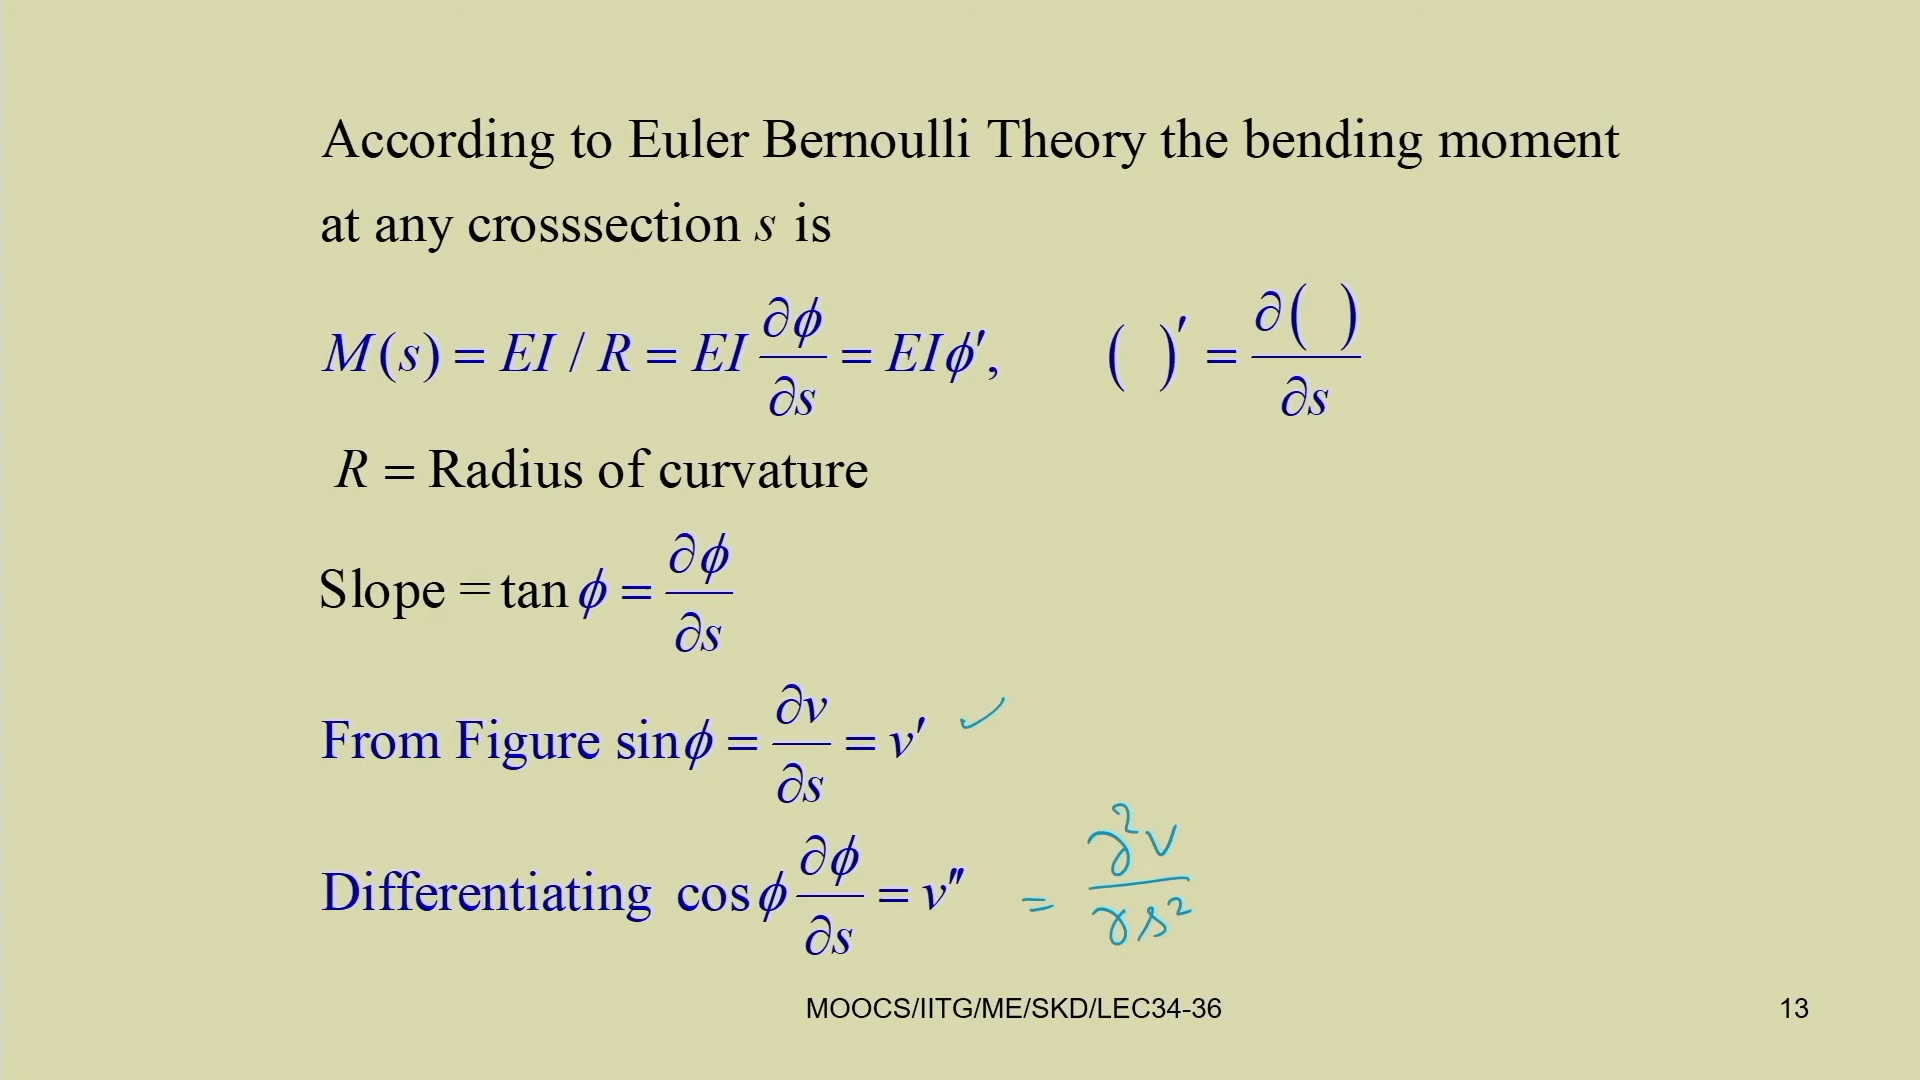 According to Euler Bernoulli Theory the bending moment
at any crosssection s is
M(s) = EI / R = EI ∂ϕ/∂s = EIϕ′, ( )′ = ∂( )/∂s
R = Radius of curvature
Slope = tan ϕ = ∂ϕ/∂s
From Figure sinϕ = ∂v/∂s = v′ ✓
Differentiating cosϕ ∂ϕ/∂s = v″ = ∂²v/∂s²
MOOCS/IITG/ME/SKD/LEC34-36 13